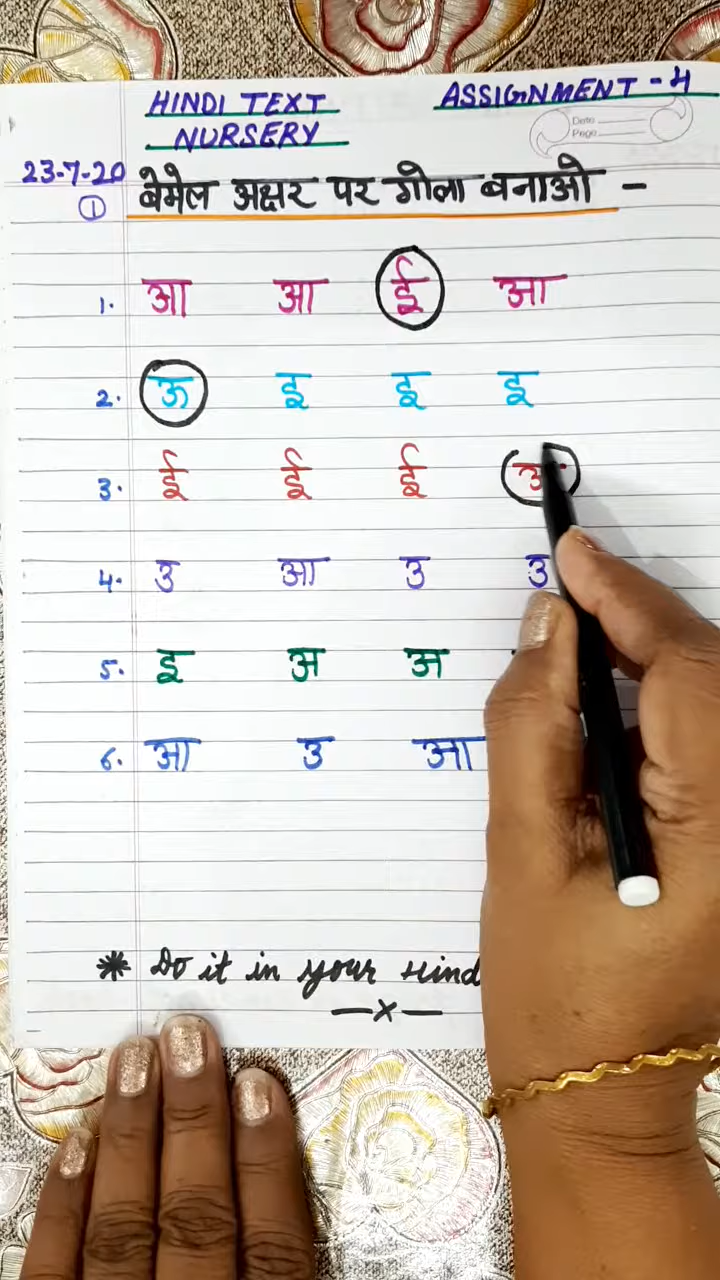 HINDI TEXT ASSIGNMENT - 4
NURSERY
Date
Page
23-7-20
① बेमेल अक्षर पर गोला बनाओ -
1. आ आ ई आ
2. ऊ इ इ इ
3. ई ई ई
4. उ आ उ उ
5. इ अ अ
6. आ उ आ
* Do it in your
-x-